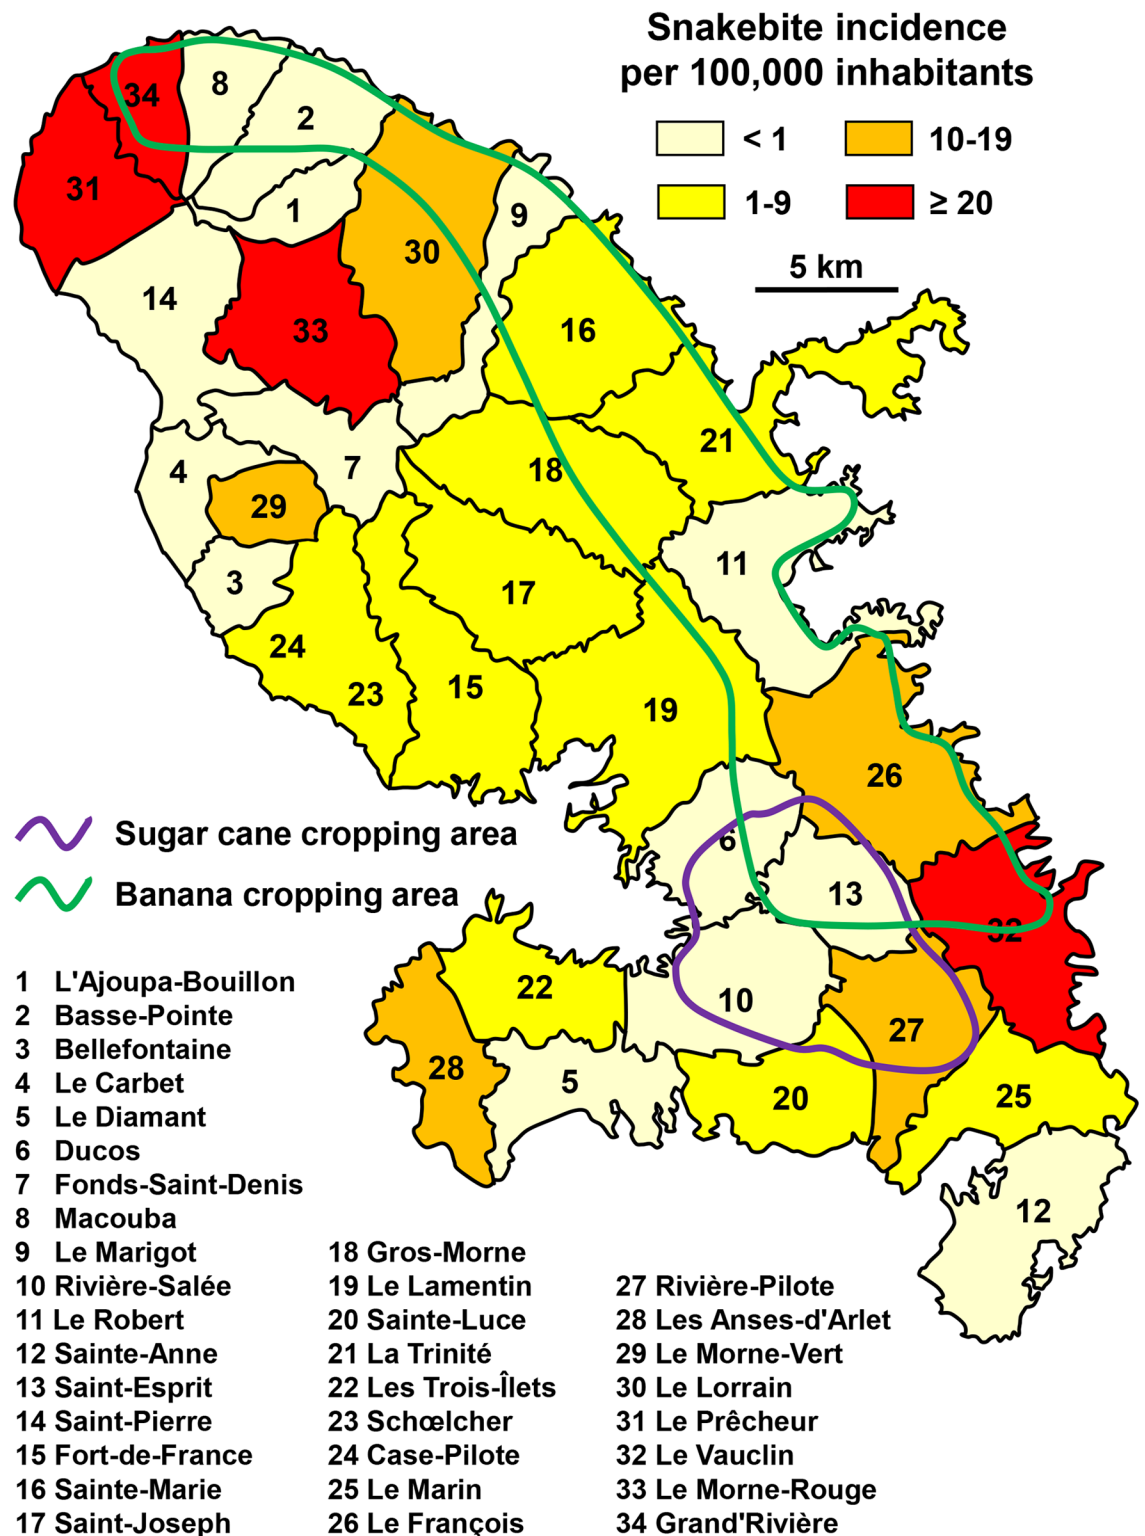 Snakebite incidence
per 100,000 inhabitants
< 1
10-19
1-9
≥ 20
5 km
34
8
2
31
1
9
30
14
33
16
21
4
7
18
29
11
3
17
24
23
15
19
26
6
13
32
22
10
27
28
5
20
25
12
Sugar cane cropping area
Banana cropping area
1 L'Ajoupa-Bouillon
2 Basse-Pointe
3 Bellefontaine
4 Le Carbet
5 Le Diamant
6 Ducos
7 Fonds-Saint-Denis
8 Macouba
9 Le Marigot
10 Rivière-Salée
11 Le Robert
12 Sainte-Anne
13 Saint-Esprit
14 Saint-Pierre
15 Fort-de-France
16 Sainte-Marie
17 Saint-Joseph
18 Gros-Morne
19 Le Lamentin
20 Sainte-Luce
21 La Trinité
22 Les Trois-Îlets
23 Schœlcher
24 Case-Pilote
25 Le Marin
26 Le François
27 Rivière-Pilote
28 Les Anses-d'Arlet
29 Le Morne-Vert
30 Le Lorrain
31 Le Prêcheur
32 Le Vauclin
33 Le Morne-Rouge
34 Grand'Rivière